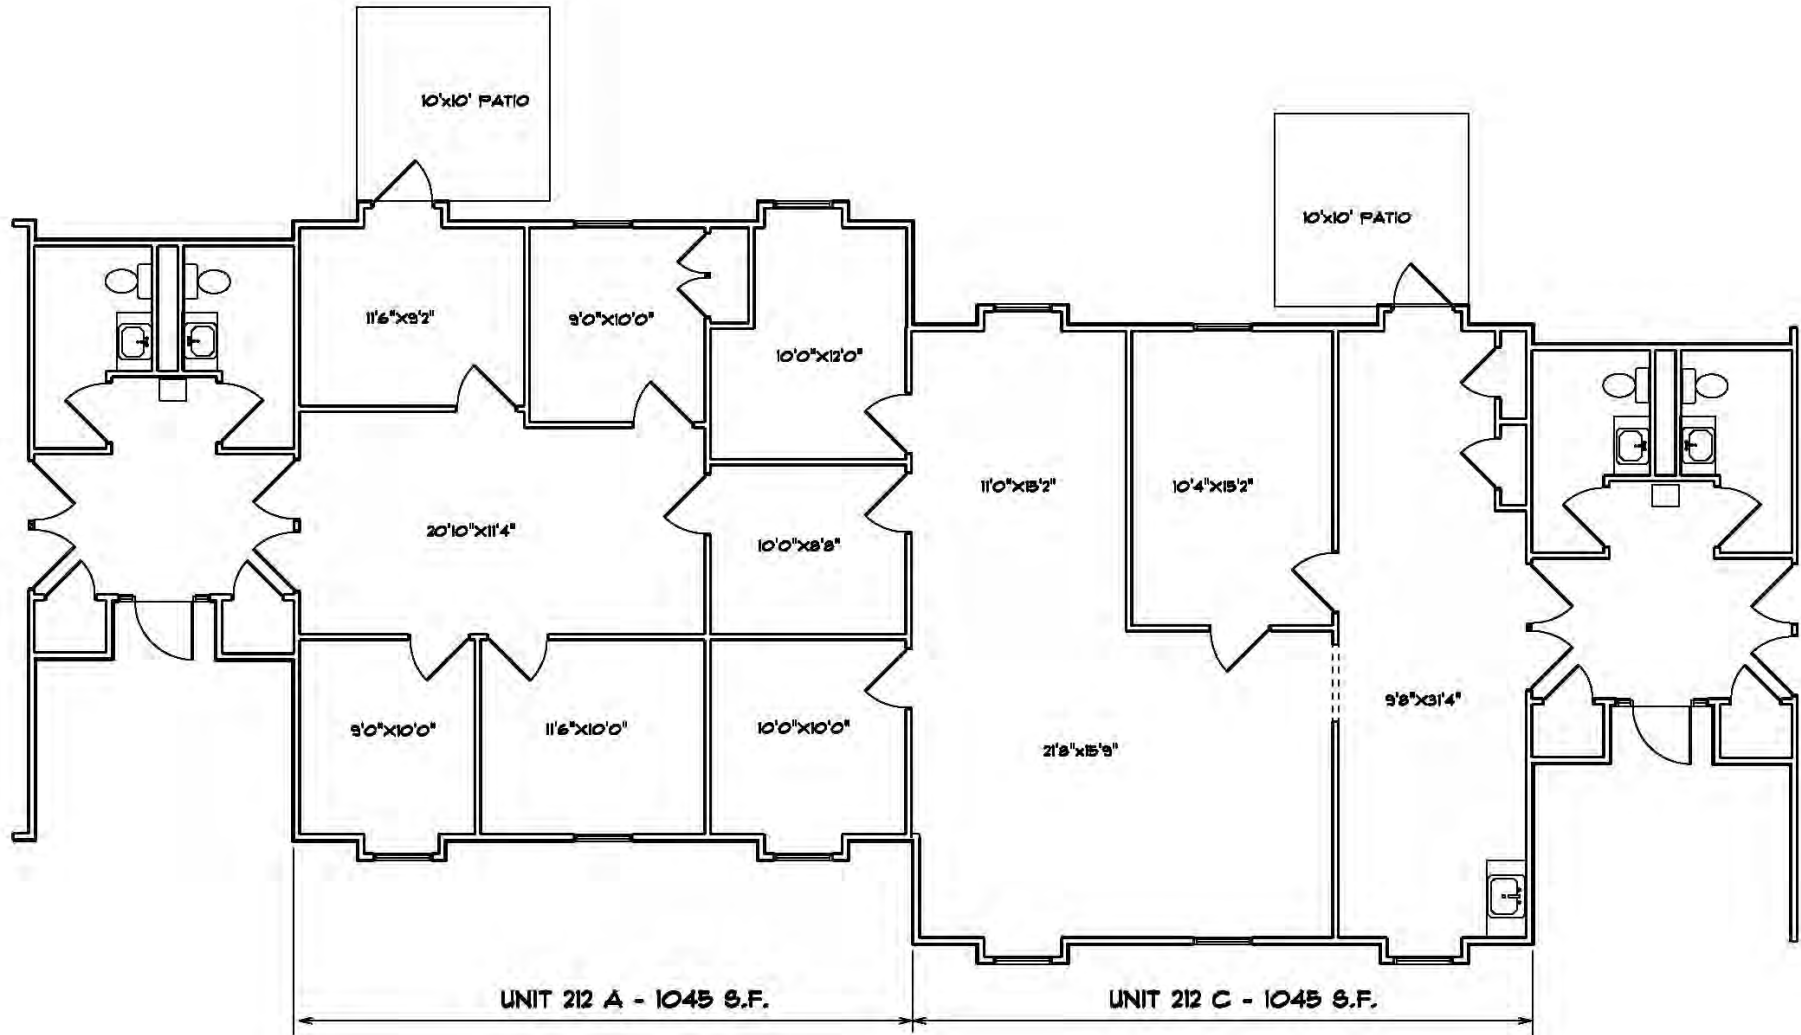 10'x10' PATIO
10'x10' PATIO
11'6"X9'2"
9'0"X10'0"
10'0"X12'0"
11'0"X15'2"
10'4"X15'2"
20'10"X11'4"
10'0"X8'8"
9'0"X10'0"
11'6"X10'0"
10'0"X10'0"
21'8"x15'9"
9'8"X31'4"
UNIT 212 A - 1045 S.F.
UNIT 212 C - 1045 S.F.